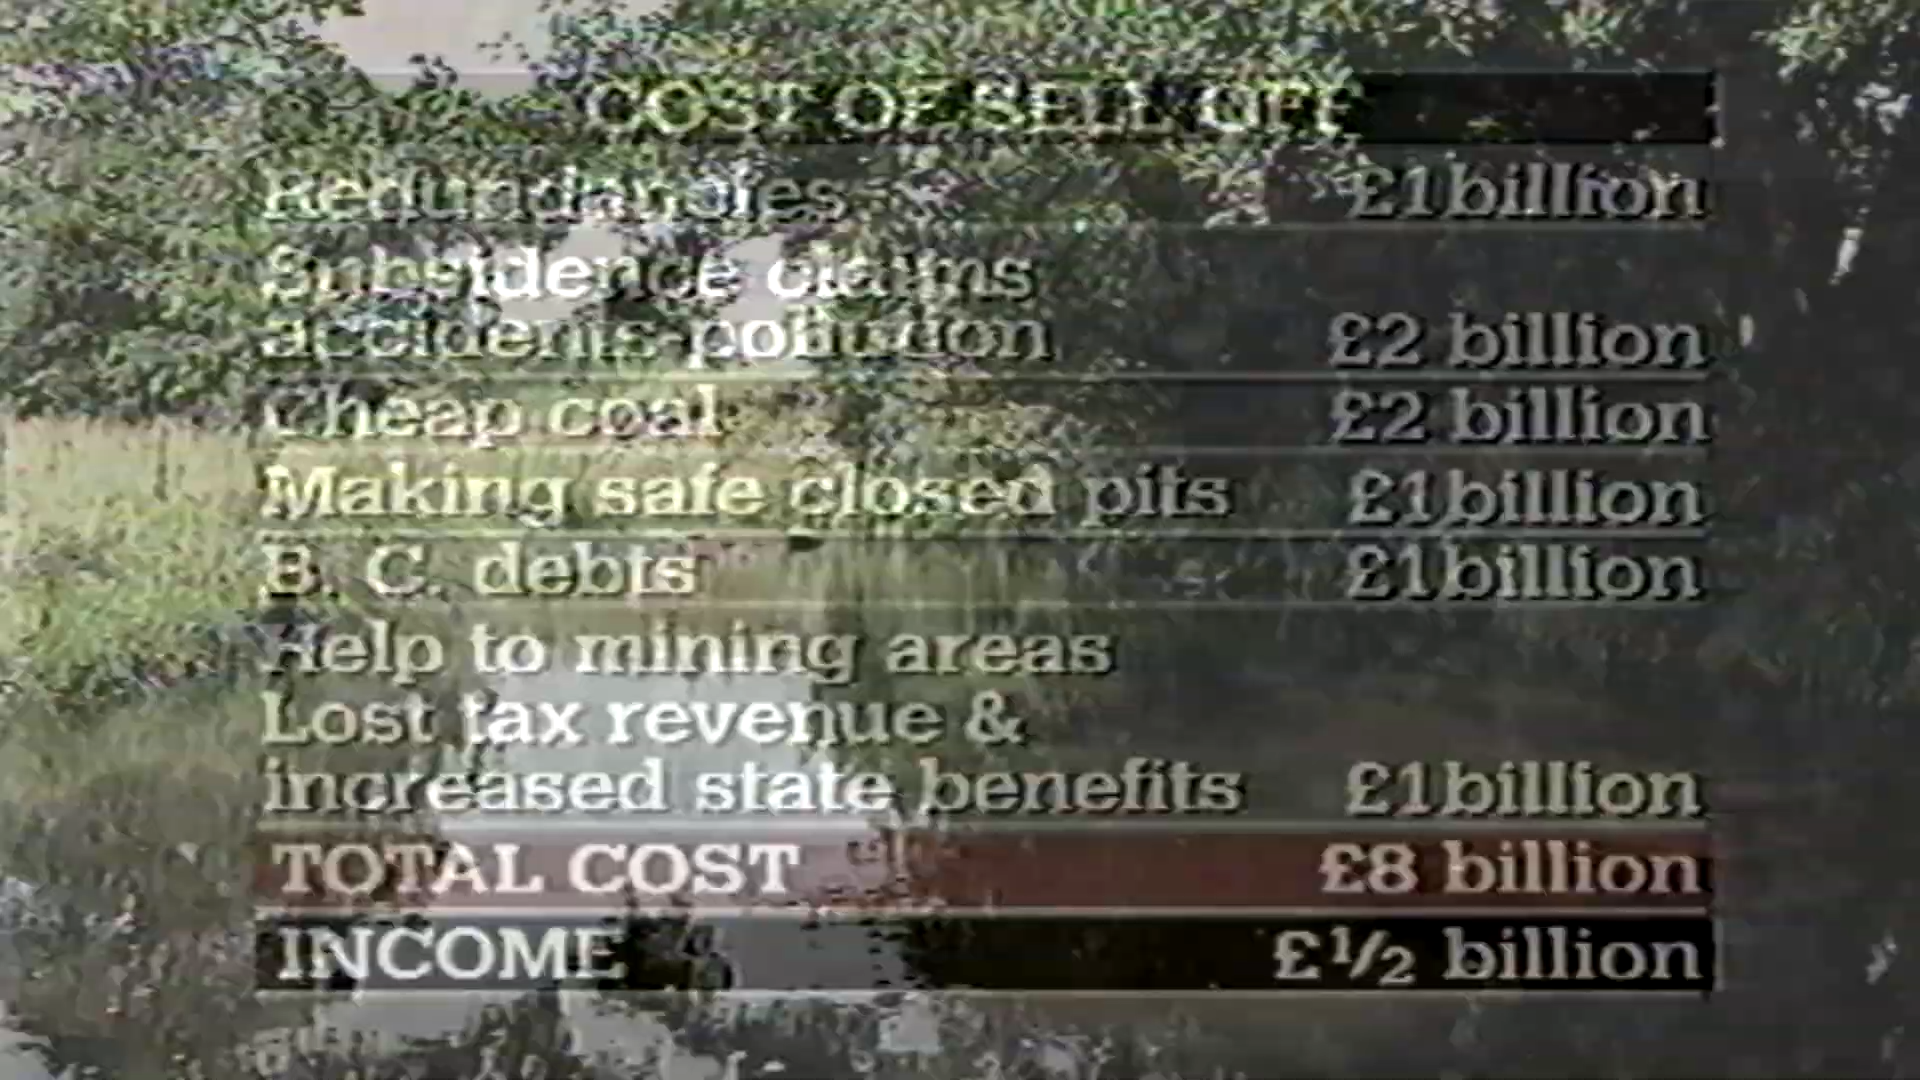 COST OF SELL OFF
Redundancies £1 billion
Subsidence claims
accidents-pollution £2 billion
Cheap coal £2 billion
Making safe closed pits £1 billion
B. C. debts £1 billion
Help to mining areas
Lost tax revenue &
increased state benefits £1 billion
TOTAL COST £8 billion
INCOME £½ billion